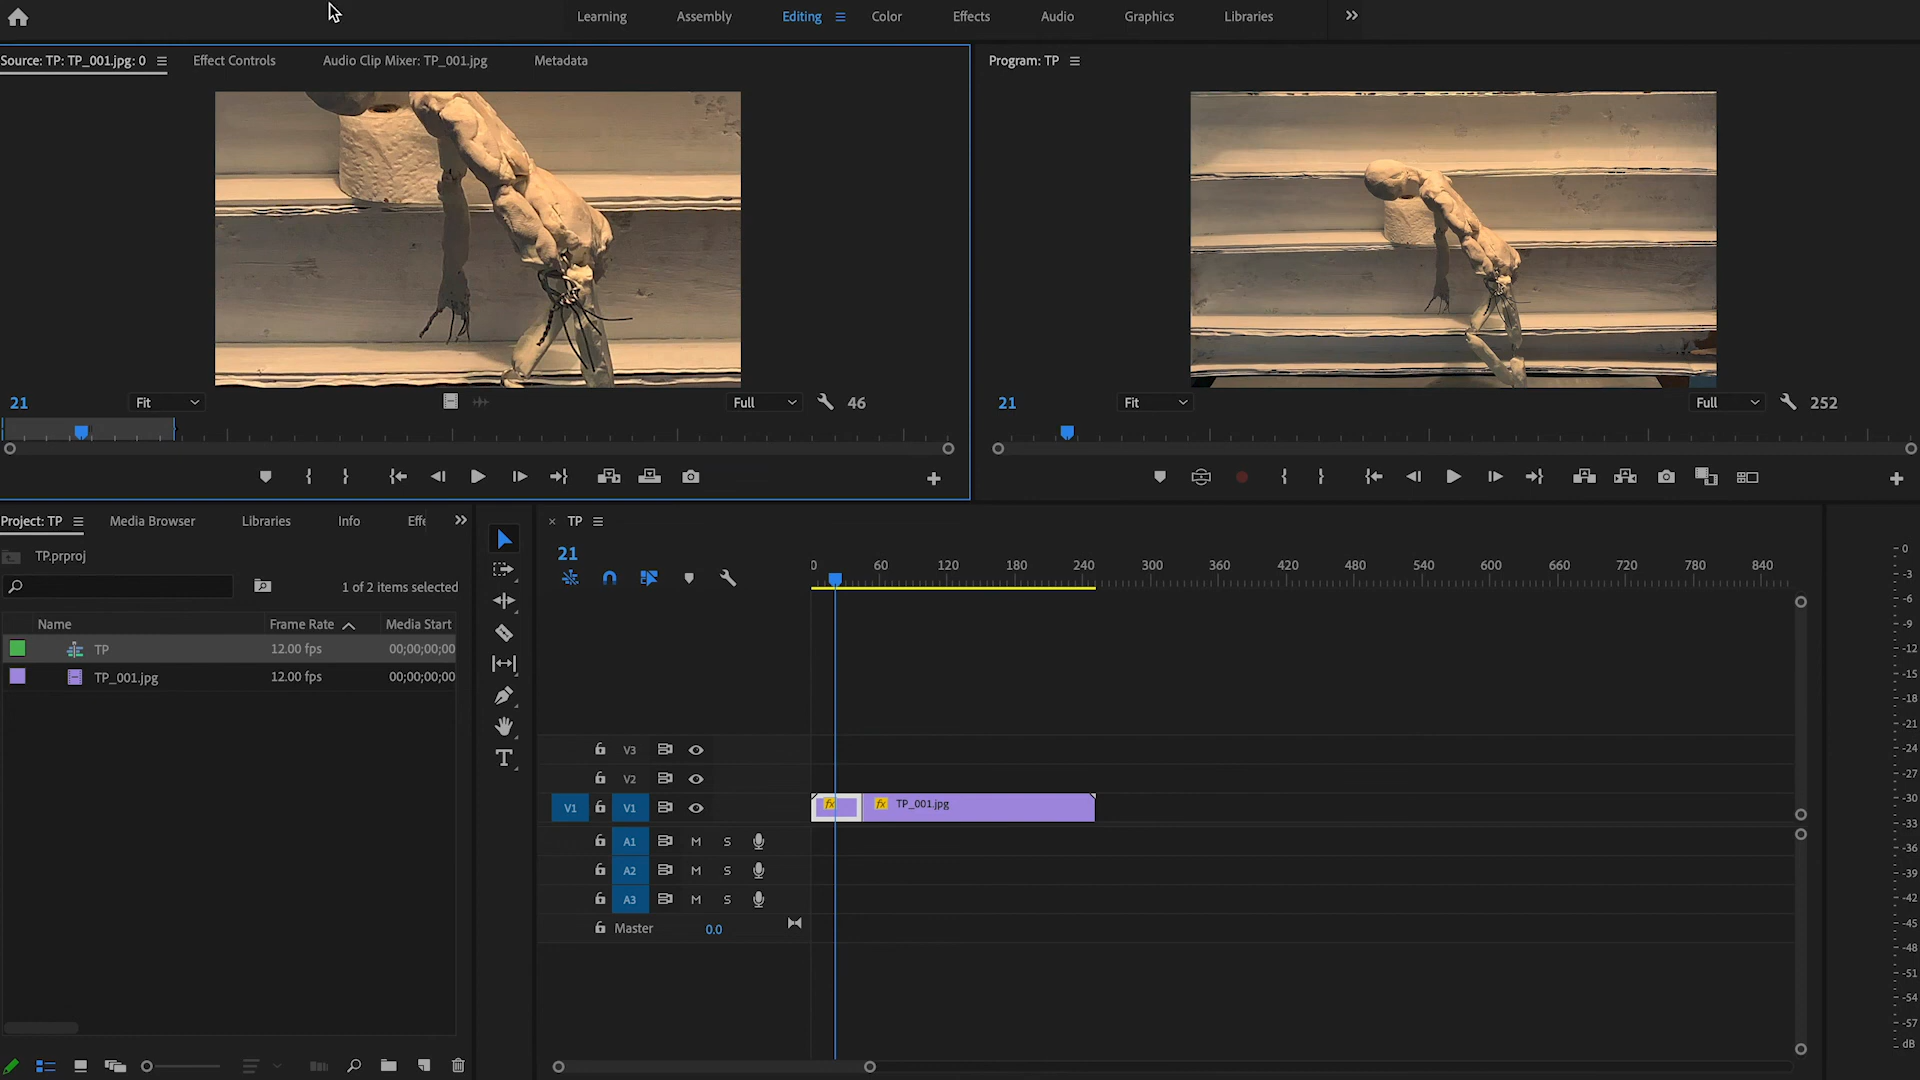 Learning Assembly Editing Color Effects Audio Graphics Libraries
Source: TP: TP_001.jpg: 0 Effect Controls Audio Clip Mixer: TP_001.jpg Metadata
Program: TP
21 Fit Full 46
21 Fit Full 252
Project: TP Media Browser Libraries Info Effe
TP
TP.prproj
21
1 of 2 items selected
0 60 120 180 240 300 360 420 480 540 600 660 720 780 840
Name Frame Rate Media Start
TP 12.00 fps 00;00;00;00
TP_001.jpg 12.00 fps 00;00;00;00
V3
V2
V1 V1 fx fx TP_001.jpg
A1 M S
A2 M S
A3 M S
Master 0.0
T
0
-3
-6
-9
-12
-15
-18
-21
-24
-27
-30
-33
-36
-39
-42
-45
-48
-51
-54
-57
dB